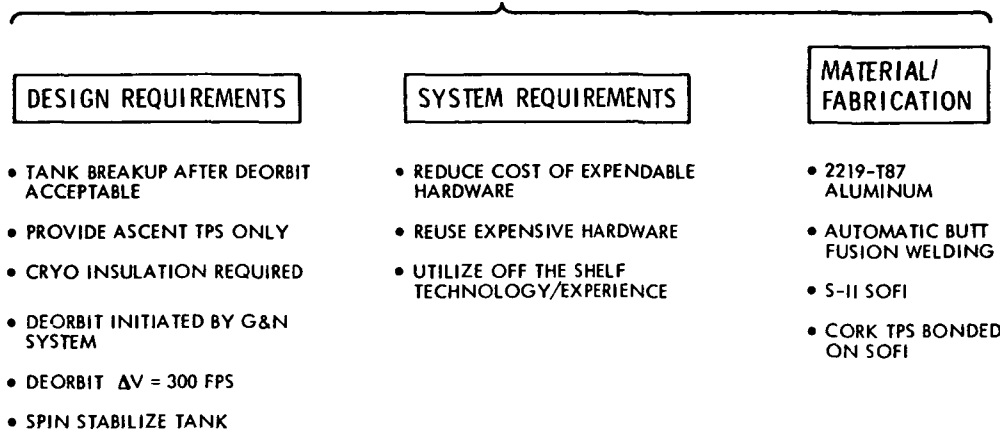 DESIGN REQUIREMENTS
• TANK BREAKUP AFTER DEORBIT
ACCEPTABLE
• PROVIDE ASCENT TPS ONLY
• CRYO INSULATION REQUIRED
• DEORBIT INITIATED BY G&N
SYSTEM
• DEORBIT ΔV = 300 FPS
• SPIN STABILIZE TANK
SYSTEM REQUIREMENTS
• REDUCE COST OF EXPENDABLE
HARDWARE
• REUSE EXPENSIVE HARDWARE
• UTILIZE OFF THE SHELF
TECHNOLOGY/EXPERIENCE
MATERIAL/
FABRICATION
• 2219-T87
ALUMINUM
• AUTOMATIC BUTT
FUSION WELDING
• S-II SOFI
• CORK TPS BONDED
ON SOFI